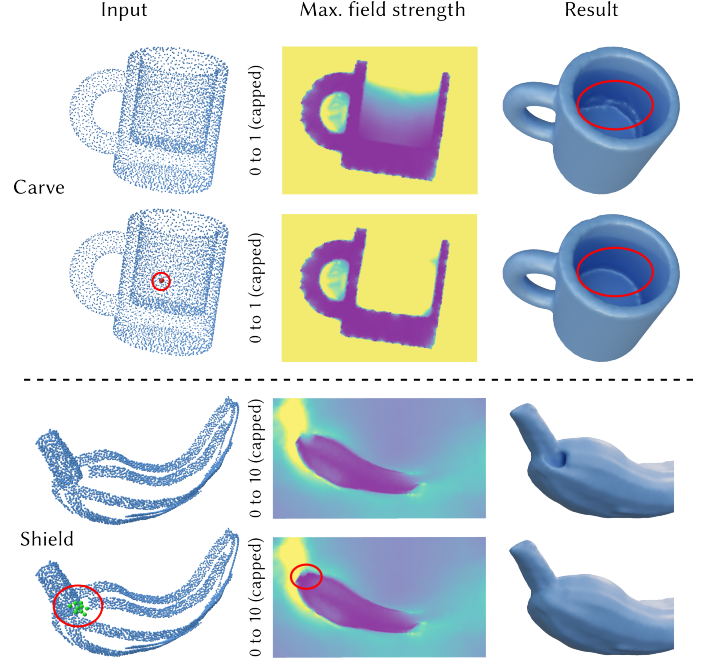 Input
Max. field strength
Result
Carve
0 to 1 (capped)
0 to 1 (capped)
Shield
0 to 10 (capped)
0 to 10 (capped)